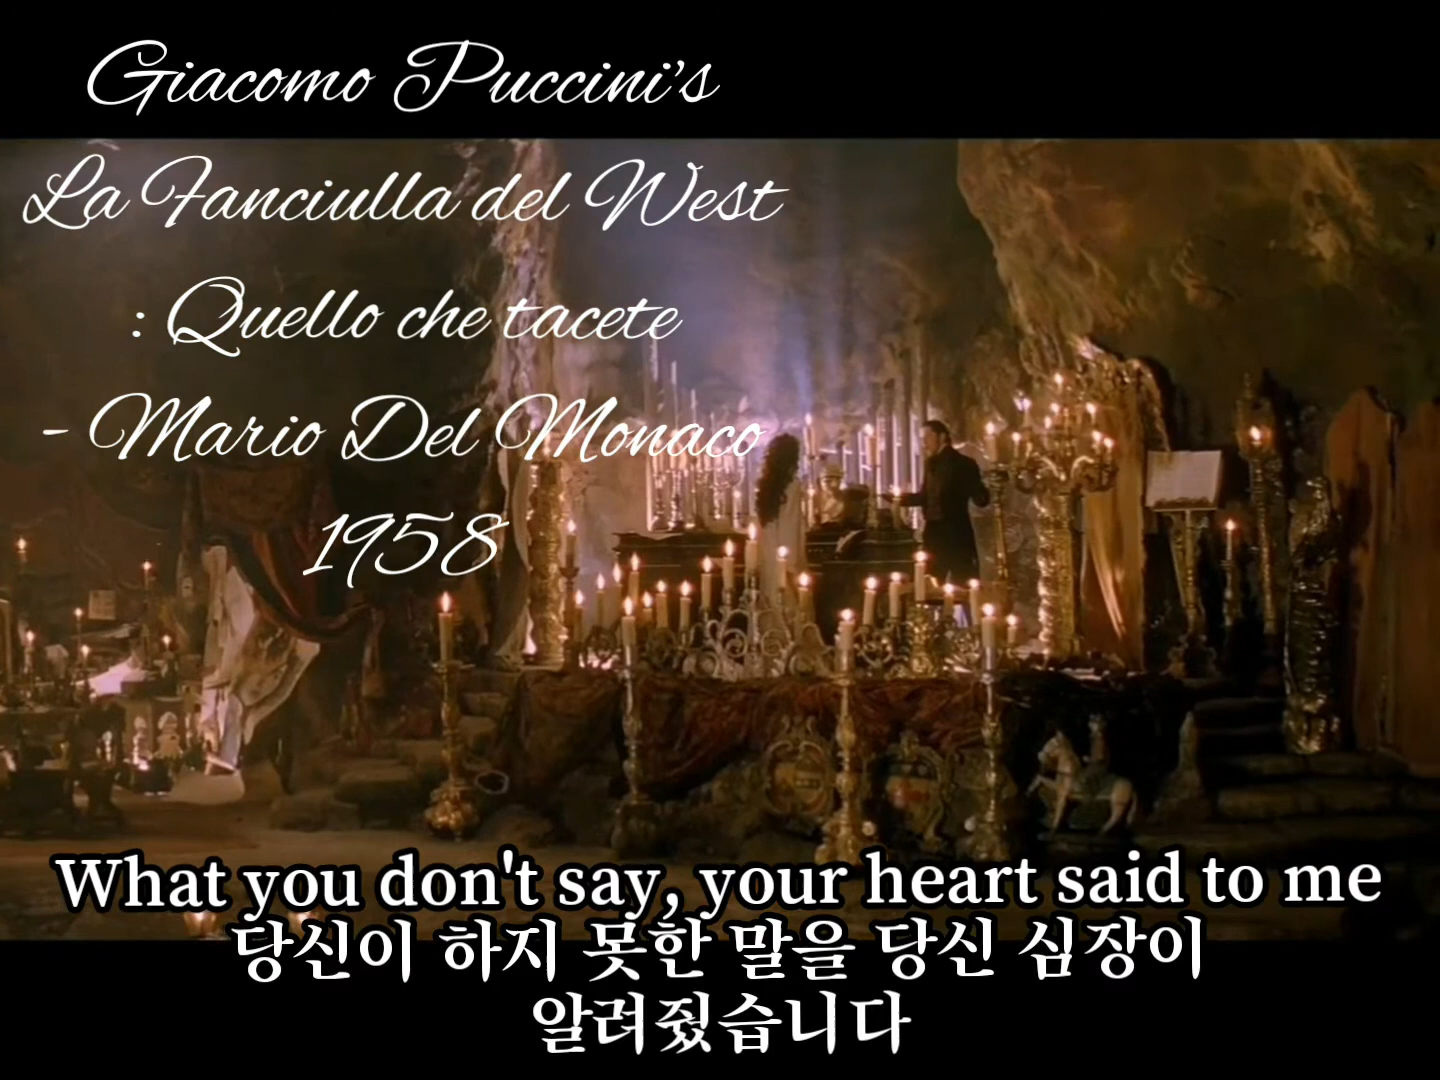 Giacomo Puccini's
La Fanciulla del West
: Quello che tacete
- Mario Del Monaco
1958
What you don't say, your heart said to me
당신이 하지 못한 말을 당신 심장이
알려줬습니다